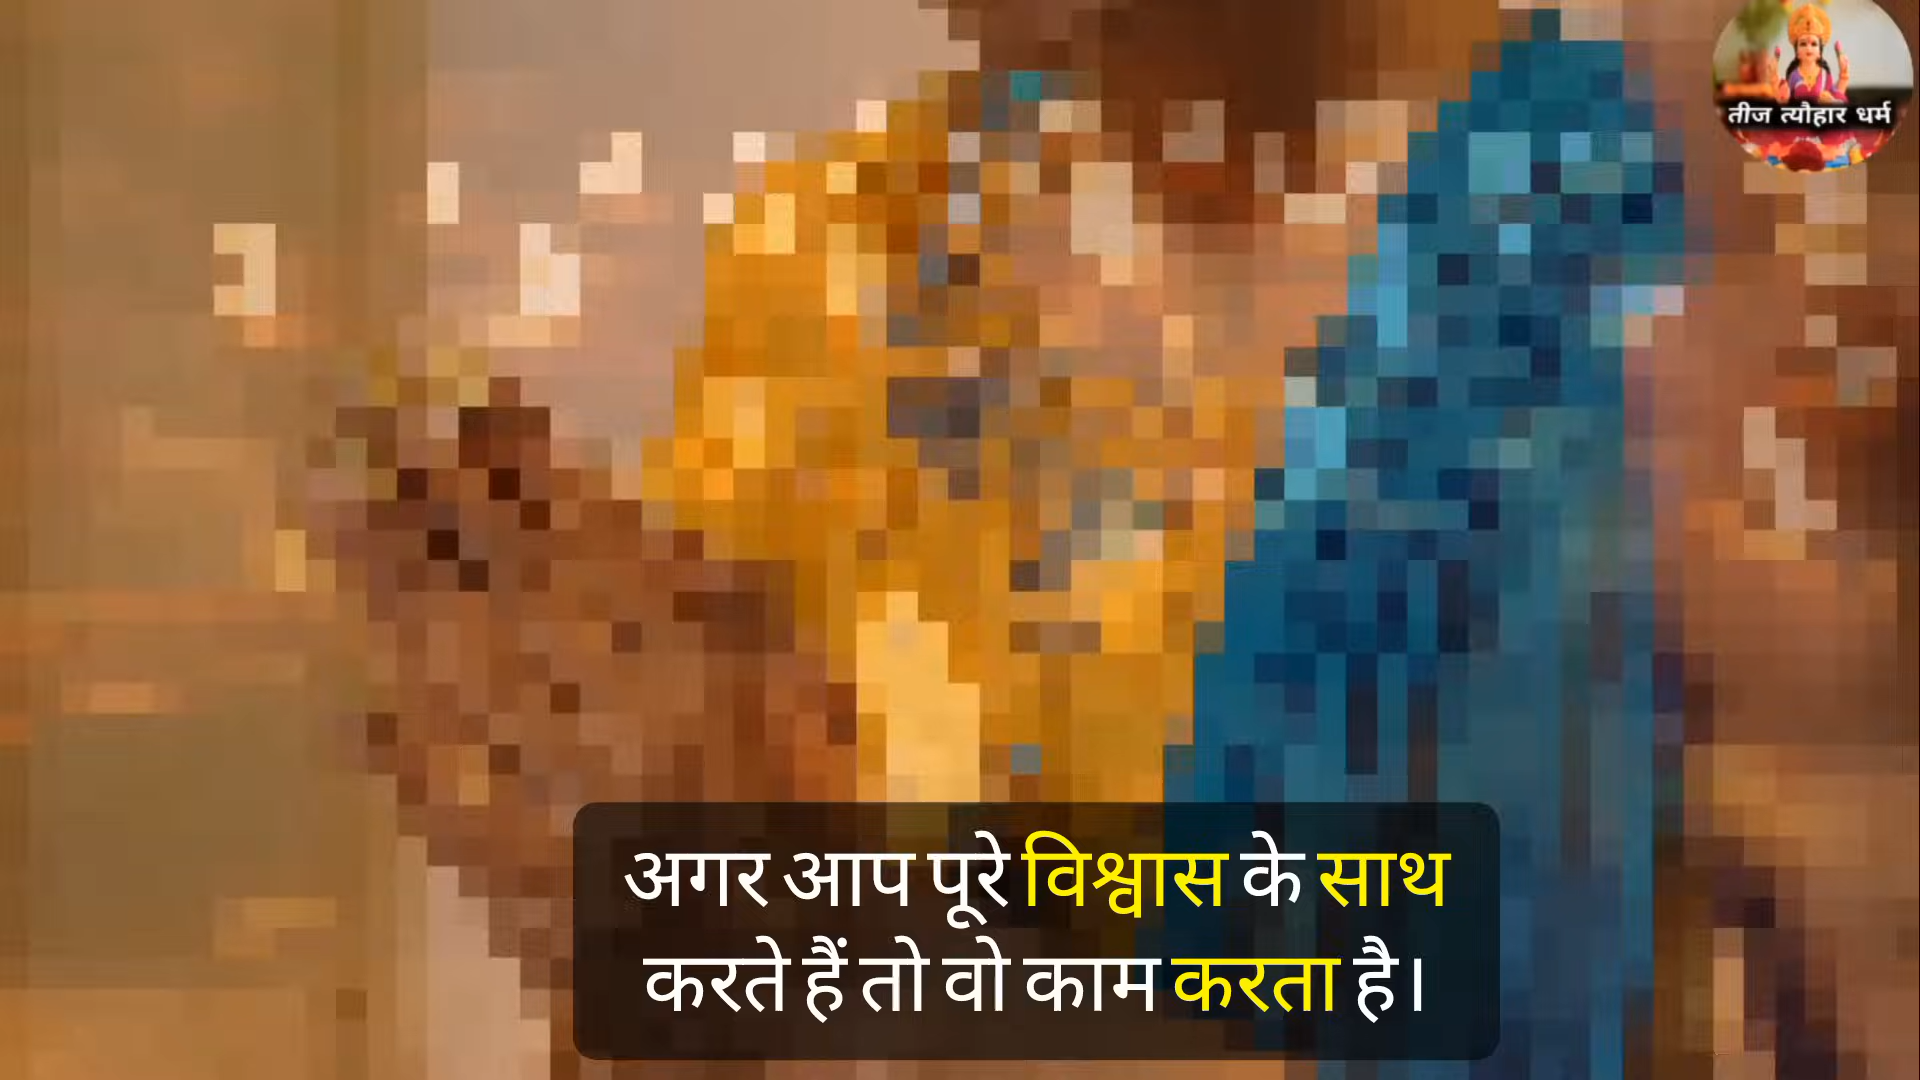 तीज त्यौहार धर्म
अगर आप पूरे विश्वास के साथ
करते हैं तो वो काम करता है।